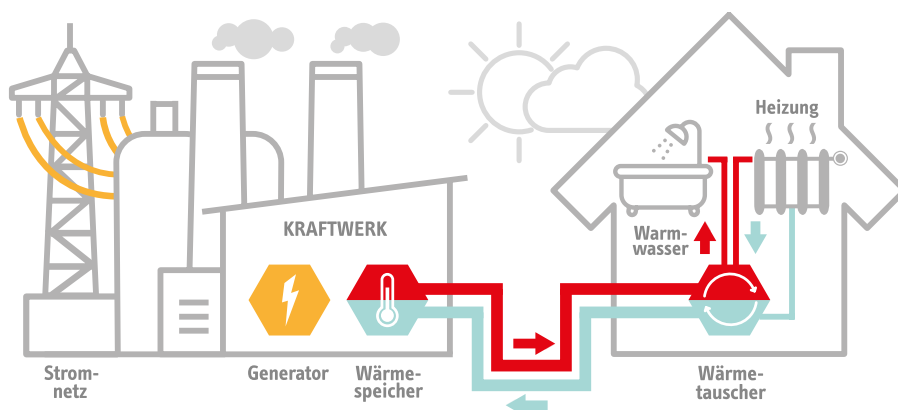 Heizung
KRAFTWERK
Warm-
wasser
Strom-
netz
Generator
Wärme-
speicher
Wärme-
tauscher